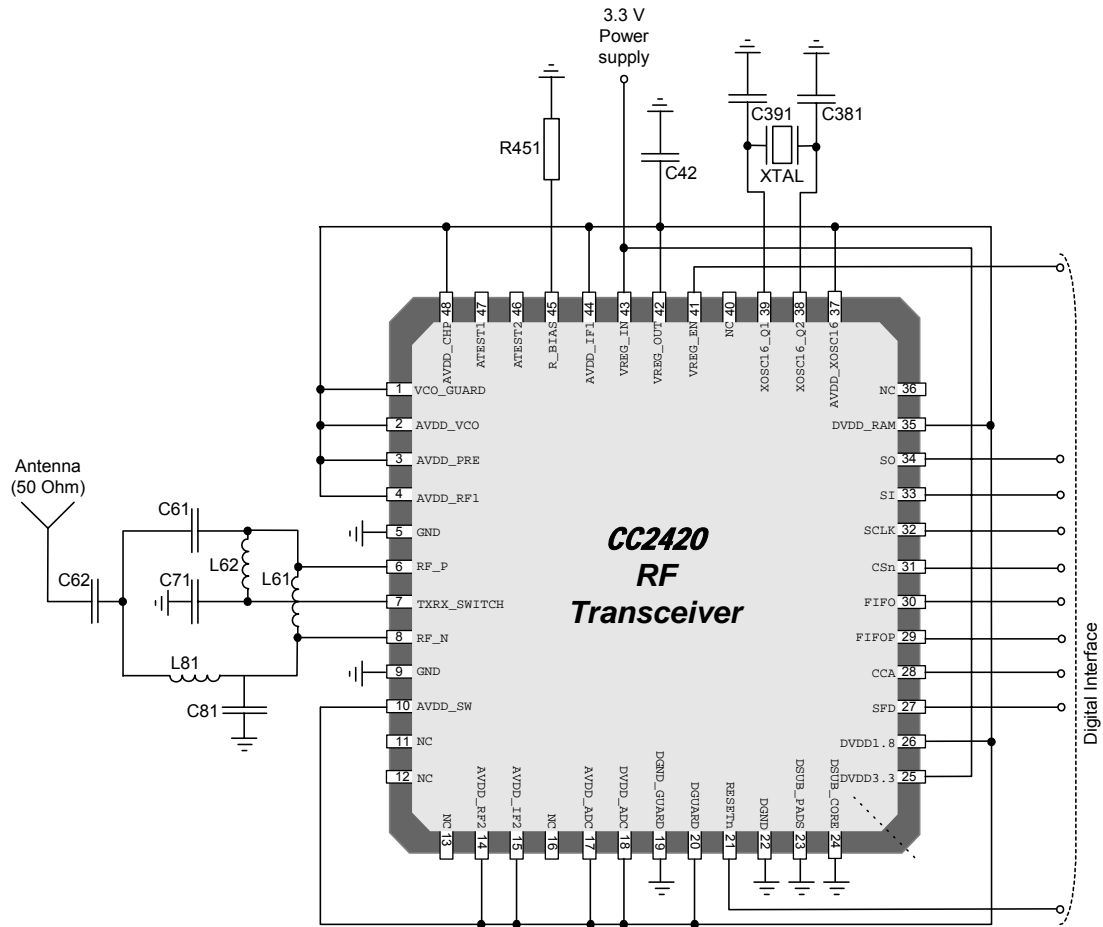 3.3 V
Power
supply
C391
C381
R451
XTAL
C42
48
47
46
45
44
43
42
41
40
39
38
37
AVDD_CHP
ATEST1
ATEST2
R_BIAS
AVDD_IF1
VREG_IN
VREG_OUT
VREG_EN
NC
XOSC16_Q1
XOSC16_Q2
AVDD_XOSC16
1 VCO_GUARD
2 AVDD_VCO
3 AVDD_PRE
4 AVDD_RF1
5 GND
6 RF_P
7 TXRX_SWITCH
8 RF_N
9 GND
10 AVDD_SW
11 NC
12 NC
NC 36
DVDD_RAM 35
SO 34
SI 33
SCLK 32
CSn 31
FIFO 30
FIFOP 29
CCA 28
SFD 27
DVDD1.8 26
DVDD3.3 25
Antenna
(50 Ohm)
C61
L62
L61
C62
C71
L81
C81
CC2420
RF
Transceiver
Digital Interface
NC
AVDD_RF2
AVDD_IF2
NC
AVDD_ADC
DVDD_ADC
DGND_GUARD
DGUARD
RESETn
DGND
DSUB_PADS
DSUB_CORE
13
14
15
16
17
18
19
20
21
22
23
24